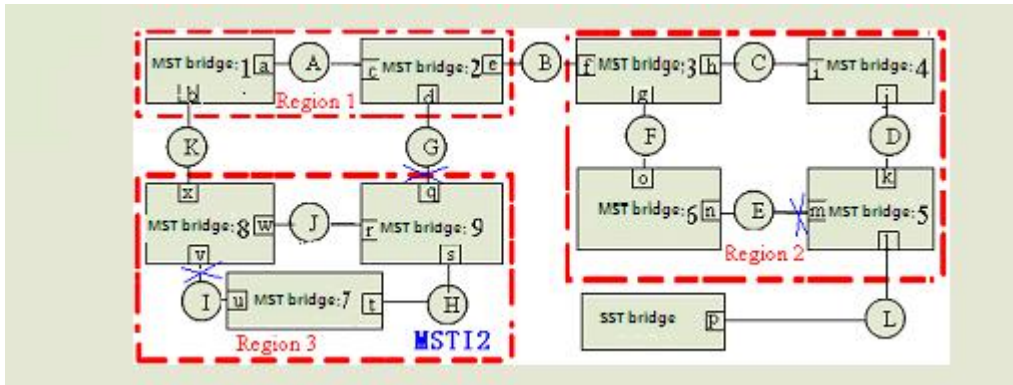 MST bridge:1 a A c MST bridge:2 e B f MST bridge:3 h C i MST bridge:4
b Region 1 d g j
K G F D
x q o k
MST bridge:8 w J r MST bridge:9 MST bridge:6 n E m MST bridge:5
v s Region 2 l
I u MST bridge:7 t H SST bridge p L
Region 3 MSTI2